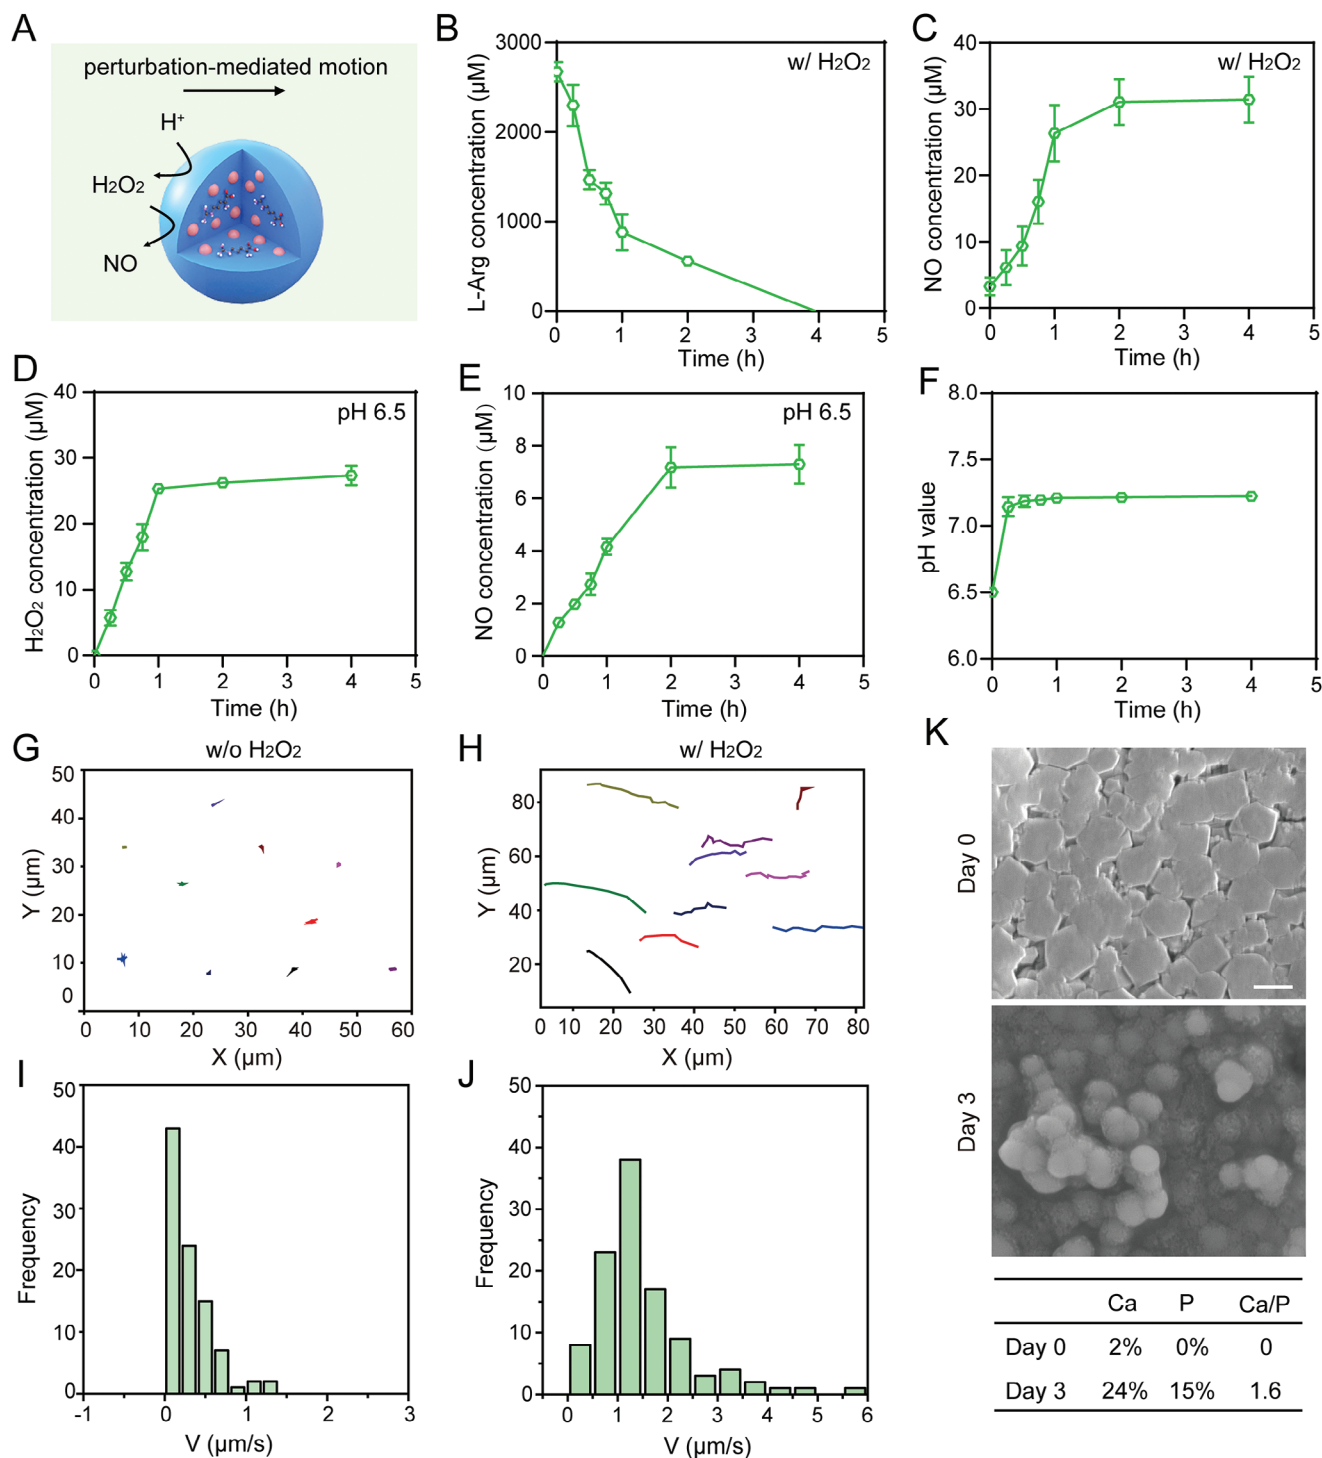 A
perturbation-mediated motion
H+
H2O2
NO
B
w/ H2O2
L-Arg concentration (µM)
3000
2000
1000
0
0 1 2 3 4 5
Time (h)
C
w/ H2O2
NO concentration (µM)
40
30
20
10
0
0 1 2 3 4 5
Time (h)
D
pH 6.5
H2O2 concentration (µM)
40
30
20
10
0
0 1 2 3 4 5
Time (h)
E
pH 6.5
NO concentration (µM)
10
8
6
4
2
0
0 1 2 3 4 5
Time (h)
F
pH value
8.0
7.5
7.0
6.5
6.0
0 1 2 3 4 5
Time (h)
G
w/o H2O2
Y (µm)
50
40
30
20
10
0
0 10 20 30 40 50 60
X (µm)
H
w/ H2O2
Y (µm)
80
60
40
20
0 10 20 30 40 50 60 70 80
X (µm)
I
Frequency
50
40
30
20
10
0
-1 0 1 2 3
V (µm/s)
J
Frequency
50
40
30
20
10
0
0 1 2 3 4 5 6
V (µm/s)
K
Day 0
Day 3
Ca P Ca/P
Day 0 2% 0% 0
Day 3 24% 15% 1.6